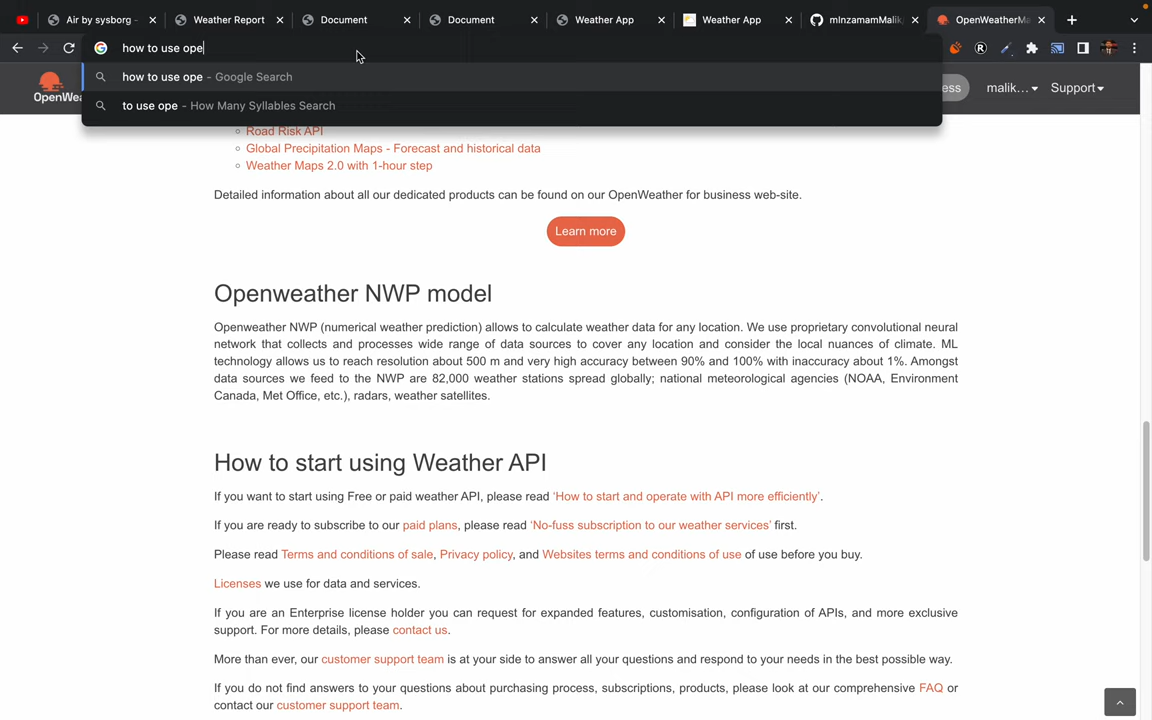 Air by sysborg -
Weather Report
Document
Document
Weather App
Weather App
mInzamamMalik
OpenWeatherMa
how to use ope
how to use ope - Google Search
to use ope - How Many Syllables Search
OpenWea
ess
malik...
Support
Road Risk API
Global Precipitation Maps - Forecast and historical data
Weather Maps 2.0 with 1-hour step
Detailed information about all our dedicated products can be found on our OpenWeather for business web-site.
Learn more
Openweather NWP model
Openweather NWP (numerical weather prediction) allows to calculate weather data for any location. We use proprietary convolutional neural
network that collects and processes wide range of data sources to cover any location and consider the local nuances of climate. ML
technology allows us to reach resolution about 500 m and very high accuracy between 90% and 100% with inaccuracy about 1%. Amongst
data sources we feed to the NWP are 82,000 weather stations spread globally; national meteorological agencies (NOAA, Environment
Canada, Met Office, etc.), radars, weather satellites.
How to start using Weather API
If you want to start using Free or paid weather API, please read ‘How to start and operate with API more efficiently’.
If you are ready to subscribe to our paid plans, please read ‘No-fuss subscription to our weather services’ first.
Please read Terms and conditions of sale, Privacy policy, and Websites terms and conditions of use of use before you buy.
Licenses we use for data and services.
If you are an Enterprise license holder you can request for expanded features, customisation, configuration of APIs, and more exclusive
support. For more details, please contact us.
More than ever, our customer support team is at your side to answer all your questions and respond to your needs in the best possible way.
If you do not find answers to your questions about purchasing process, subscriptions, products, please look at our comprehensive FAQ or
contact our customer support team.